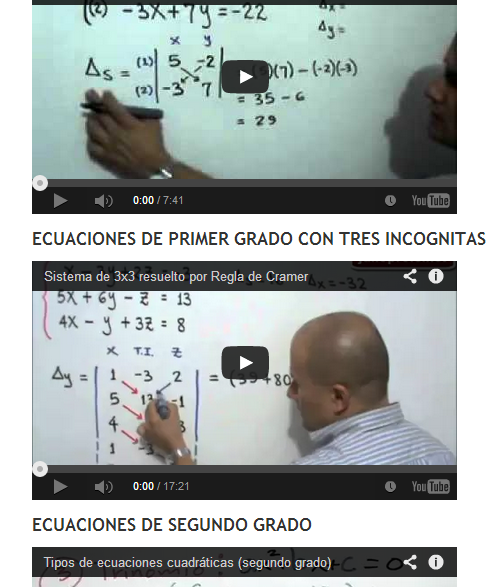 (2) -3x+7y=-22
Δx=
Δy=
x y
Δs = (1) | 5 -2 | (5)(7) - (-2)(-3)
(2) | -3 7 |
= 35 - 6
= 29
0:00 / 7:41
YouTube
ECUACIONES DE PRIMER GRADO CON TRES INCOGNITAS
Sistema de 3x3 resuelto por Regla de Cramer
Δx = -32
5x + 6y - z = 13
4x - y + 3z = 8
x T.I. z
Δy = | 1 -3 2 | = (39+80
5 13 -1
4 3
1 -3
0:00 / 17:21
YouTube
ECUACIONES DE SEGUNDO GRADO
Tipos de ecuaciones cuadráticas (segundo grado)